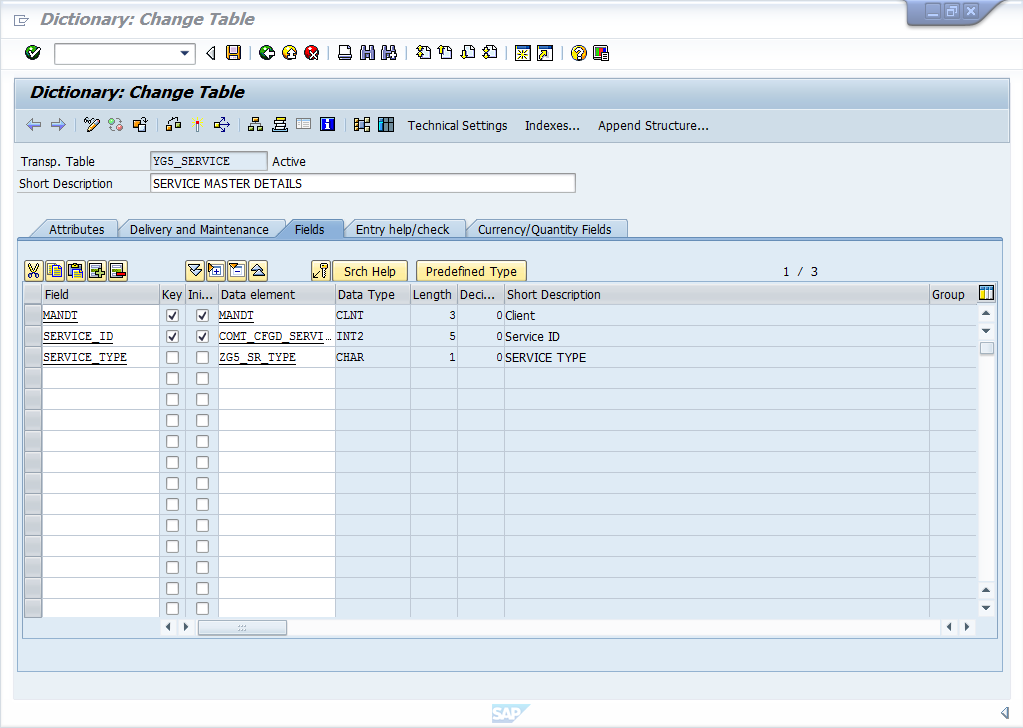 Dictionary: Change Table
Dictionary: Change Table
Technical Settings Indexes... Append Structure...
Transp. Table YG5_SERVICE Active
Short Description SERVICE MASTER DETAILS
Attributes Delivery and Maintenance Fields Entry help/check Currency/Quantity Fields
Srch Help Predefined Type 1 / 3
Field Key Ini... Data element Data Type Length Deci... Short Description Group
MANDT MANDT CLNT 3 0 Client
SERVICE_ID COMT_CFGD_SERVI... INT2 5 0 Service ID
SERVICE_TYPE ZG5_SR_TYPE CHAR 1 0 SERVICE TYPE
SAP